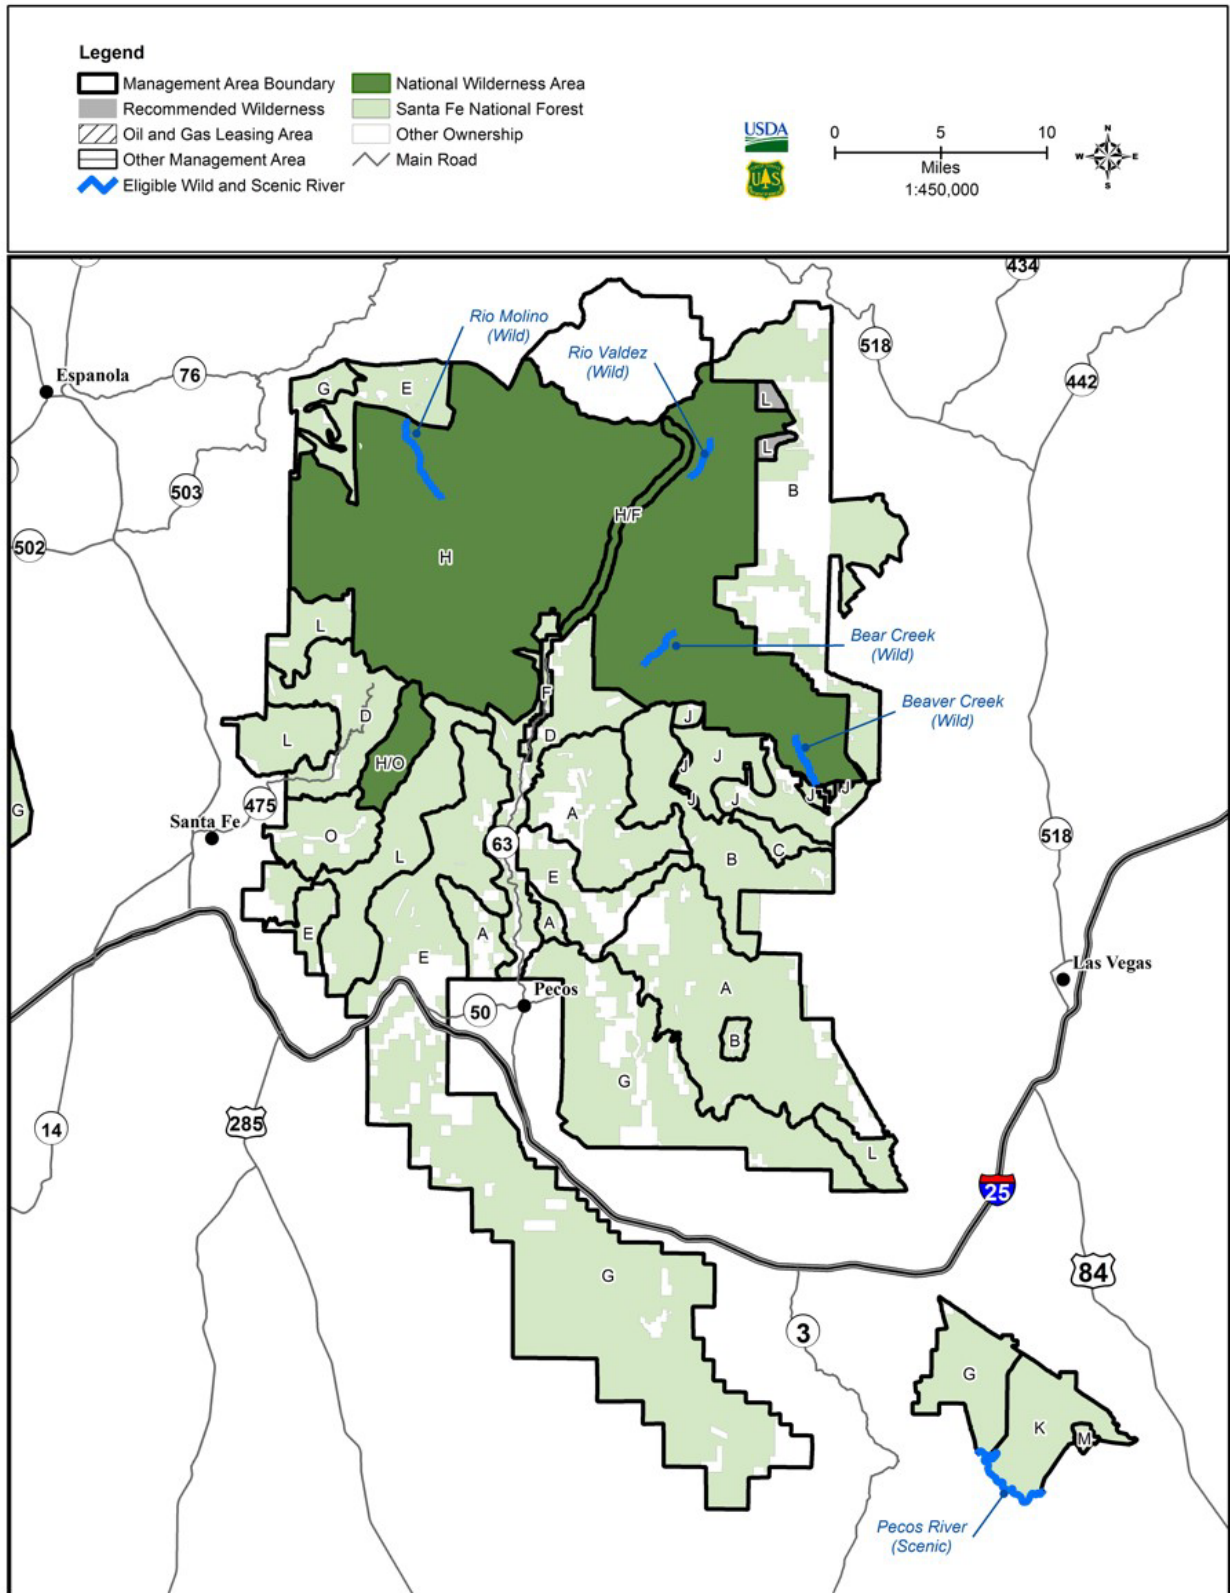 Legend
Management Area Boundary
National Wilderness Area
Recommended Wilderness
Santa Fe National Forest
Oil and Gas Leasing Area
Other Ownership
Other Management Area
Main Road
Eligible Wild and Scenic River
USDA
US
0 5 10
Miles
1:450,000
N
W E
S
434
Rio Molino
(Wild)
518
Rio Valdez
(Wild)
Espanola
76
442
G
E
L
L
503
B
H/F
502
H
L
Bear Creek
(Wild)
F
Beaver Creek
(Wild)
D
J
D
L
J
H/O
J
J
J
J
J
475
G
A
Santa Fe
O
63
518
L
B
C
E
A
E
A
E
Las Vegas
A
Pecos
50
B
G
285
14
L
25
G
84
3
G
K
M
Pecos River
(Scenic)